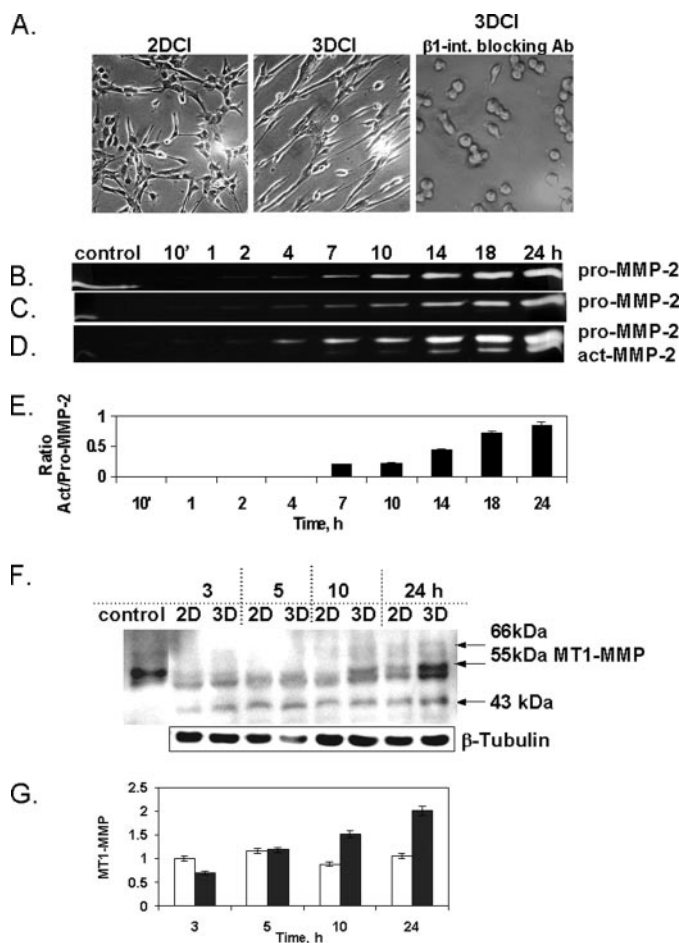 A.
2DCI
3DCI
3DCI
β1-int. blocking Ab
control 10' 1 2 4 7 10 14 18 24 h
B. pro-MMP-2
C. pro-MMP-2
D. pro-MMP-2
act-MMP-2
E.
Ratio
Act/Pro-MMP-2
1
0.5
0
10' 1 2 4 7 10 14 18 24
Time, h
F.
3 5 10 24 h
control 2D 3D 2D 3D 2D 3D 2D 3D
66kDa
55kDa MT1-MMP
43 kDa
β-Tubulin
G.
MT1-MMP
2.5
2
1.5
1
0.5
0
3 5 10 24
Time, h